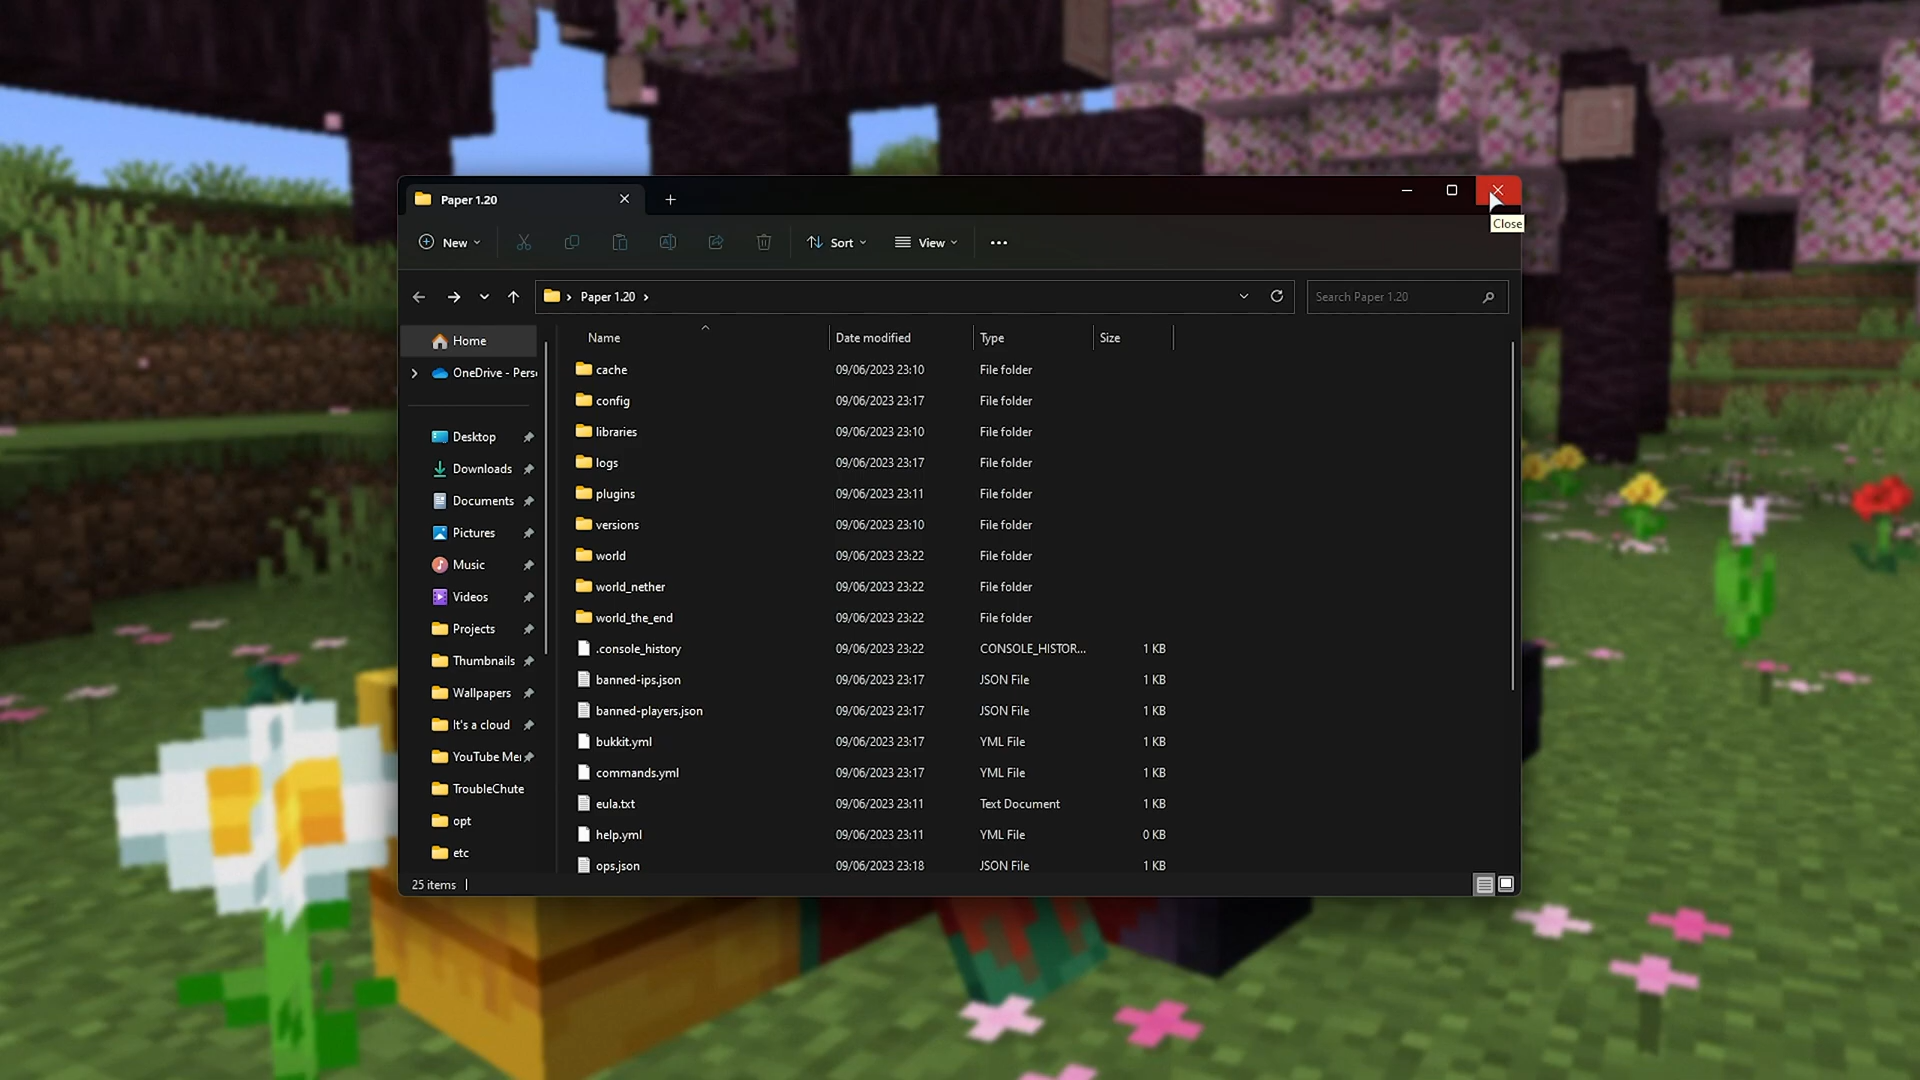 Paper 1.20
Close
New
Sort
View
Paper 1.20
Search Paper 1.20
Home
OneDrive - Pers
Desktop
Downloads
Documents
Pictures
Music
Videos
Projects
Thumbnails
Wallpapers
It's a cloud
YouTube Me
TroubleChute
opt
etc
Name Date modified Type Size
cache 09/06/2023 23:10 File folder
config 09/06/2023 23:17 File folder
libraries 09/06/2023 23:10 File folder
logs 09/06/2023 23:17 File folder
plugins 09/06/2023 23:11 File folder
versions 09/06/2023 23:10 File folder
world 09/06/2023 23:22 File folder
world_nether 09/06/2023 23:22 File folder
world_the_end 09/06/2023 23:22 File folder
.console_history 09/06/2023 23:22 CONSOLE_HISTOR... 1 KB
banned-ips.json 09/06/2023 23:17 JSON File 1 KB
banned-players.json 09/06/2023 23:17 JSON File 1 KB
bukkit.yml 09/06/2023 23:17 YML File 1 KB
commands.yml 09/06/2023 23:17 YML File 1 KB
eula.txt 09/06/2023 23:11 Text Document 1 KB
help.yml 09/06/2023 23:11 YML File 0 KB
ops.json 09/06/2023 23:18 JSON File 1 KB
25 items